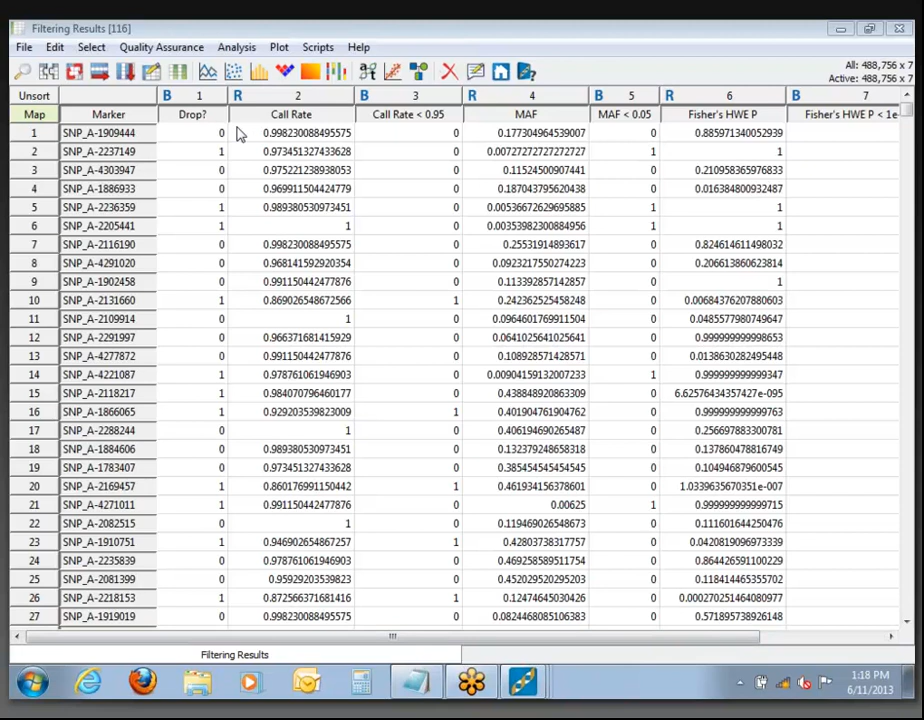 Filtering Results [116]
File Edit Select Quality Assurance Analysis Plot Scripts Help
All: 488,756 x 7
Active: 488,756 x 7
Unsort B 1 R 2 B 3 R 4 B 5 R 6 B 7
Map Marker Drop? Call Rate Call Rate < 0.95 MAF MAF < 0.05 Fisher's HWE P Fisher's HWE P < 1e
1 SNP_A-1909444 0 0.998230088495575 0 0.177304964539007 0 0.885971340052939
2 SNP_A-2237149 1 0.973451327433628 0 0.00727272727272727 1 1
3 SNP_A-4303947 0 0.975221238938053 0 0.11524500907441 0 0.210958365976833
4 SNP_A-1886933 0 0.969911504424779 0 0.187043795620438 0 0.016384800932487
5 SNP_A-2236359 1 0.989380530973451 0 0.00536672629695885 1 1
6 SNP_A-2205441 1 1 0 0.00353982300884956 1 1
7 SNP_A-2116190 0 0.998230088495575 0 0.25531914893617 0 0.824614611498032
8 SNP_A-4291020 0 0.968141592920354 0 0.0923217550274223 0 0.206613860623814
9 SNP_A-1902458 0 0.991150442477876 0 0.113392857142857 0 1
10 SNP_A-2131660 1 0.869026548672566 1 0.242362525458248 0 0.00684376207880603
11 SNP_A-2109914 0 1 0 0.0964601769911504 0 0.0485577980749647
12 SNP_A-2291997 0 0.966371681415929 0 0.0641025641025641 0 0.99999999998653
13 SNP_A-4277872 0 0.991150442477876 0 0.108928571428571 0 0.0138630282495448
14 SNP_A-4221087 1 0.978761061946903 0 0.00904159132007233 1 0.999999999999347
15 SNP_A-2118217 1 0.984070796460177 0 0.438848920863309 0 6.62576434357427e-095
16 SNP_A-1866065 1 0.929203539823009 1 0.401904761904762 0 0.999999999999763
17 SNP_A-2288244 0 1 0 0.406194690265487 0 0.256697883300781
18 SNP_A-1884606 0 0.989380530973451 0 0.132379248658318 0 0.137860478816749
19 SNP_A-1783407 0 0.973451327433628 0 0.385454545454545 0 0.104946879600545
20 SNP_A-2169457 1 0.860176991150442 1 0.461934156378601 0 1.0339635670351e-007
21 SNP_A-4271011 1 0.991150442477876 0 0.00625 1 0.999999999999715
22 SNP_A-2082515 0 1 0 0.119469026548673 0 0.111601644250476
23 SNP_A-1910751 1 0.946902654867257 1 0.42803738317757 0 0.0420819096973339
24 SNP_A-2235839 0 0.978761061946903 0 0.469258589511754 0 0.864426591100229
25 SNP_A-2081399 0 0.95929203539823 0 0.452029520295203 0 0.118414465355702
26 SNP_A-2218153 1 0.872566371681416 1 0.12474645030426 0 0.000270251464080977
27 SNP_A-1919019 0 0.998230088495575 0 0.0824468085106383 0 0.571895738926148
Filtering Results
1:18 PM
6/11/2013